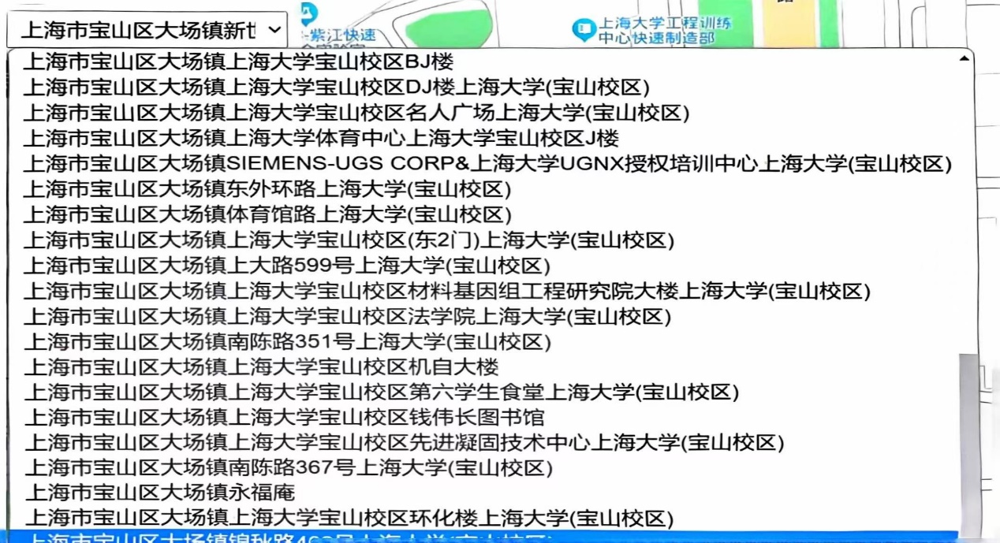 上海市宝山区大场镇新世
紫江快速
上海大学工程训练
中心快速制造部
路
上海市宝山区大场镇上海大学宝山校区BJ楼
上海市宝山区大场镇上海大学宝山校区DJ楼上海大学(宝山校区)
上海市宝山区大场镇上海大学宝山校区名人广场上海大学(宝山校区)
上海市宝山区大场镇上海大学体育中心上海大学宝山校区J楼
上海市宝山区大场镇SIEMENS-UGS CORP&上海大学UGNX授权培训中心上海大学(宝山校区)
上海市宝山区大场镇东外环路上海大学(宝山校区)
上海市宝山区大场镇体育馆路上海大学(宝山校区)
上海市宝山区大场镇上海大学宝山校区(东2门)上海大学(宝山校区)
上海市宝山区大场镇上大路599号上海大学(宝山校区)
上海市宝山区大场镇上海大学宝山校区材料基因组工程研究院大楼上海大学(宝山校区)
上海市宝山区大场镇上海大学宝山校区法学院上海大学(宝山校区)
上海市宝山区大场镇南陈路351号上海大学(宝山校区)
上海市宝山区大场镇上海大学宝山校区机自大楼
上海市宝山区大场镇上海大学宝山校区第六学生食堂上海大学(宝山校区)
上海市宝山区大场镇上海大学宝山校区钱伟长图书馆
上海市宝山区大场镇上海大学宝山校区先进凝固技术中心上海大学(宝山校区)
上海市宝山区大场镇南陈路367号上海大学(宝山校区)
上海市宝山区大场镇永福庵
上海市宝山区大场镇上海大学宝山校区环化楼上海大学(宝山校区)
上海市宝山区大场镇锦秋路